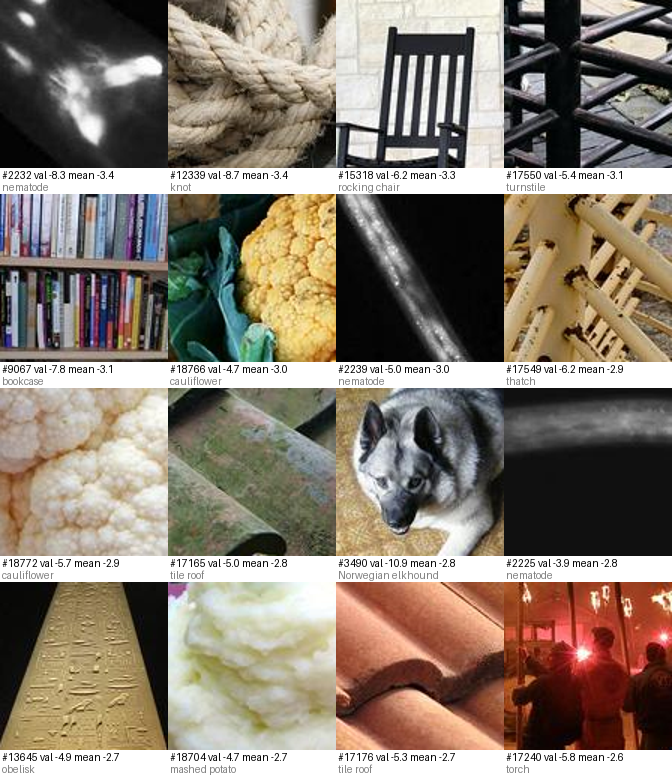 #2232 val -8.3 mean -3.4
nematode
#12339 val -8.7 mean -3.4
knot
#15318 val -6.2 mean -3.3
rocking chair
#17550 val -5.4 mean -3.1
turnstile
#9067 val -7.8 mean -3.1
bookcase
#18766 val -4.7 mean -3.0
cauliflower
#2239 val -5.0 mean -3.0
nematode
#17549 val -6.2 mean -2.9
thatch
#18772 val -5.7 mean -2.9
cauliflower
#17165 val -5.0 mean -2.8
tile roof
#3490 val -10.9 mean -2.8
Norwegian elkhound
#2225 val -3.9 mean -2.8
nematode
#13645 val -4.9 mean -2.7
obelisk
#18704 val -4.7 mean -2.7
mashed potato
#17176 val -5.3 mean -2.7
tile roof
#17240 val -5.8 mean -2.6
torch